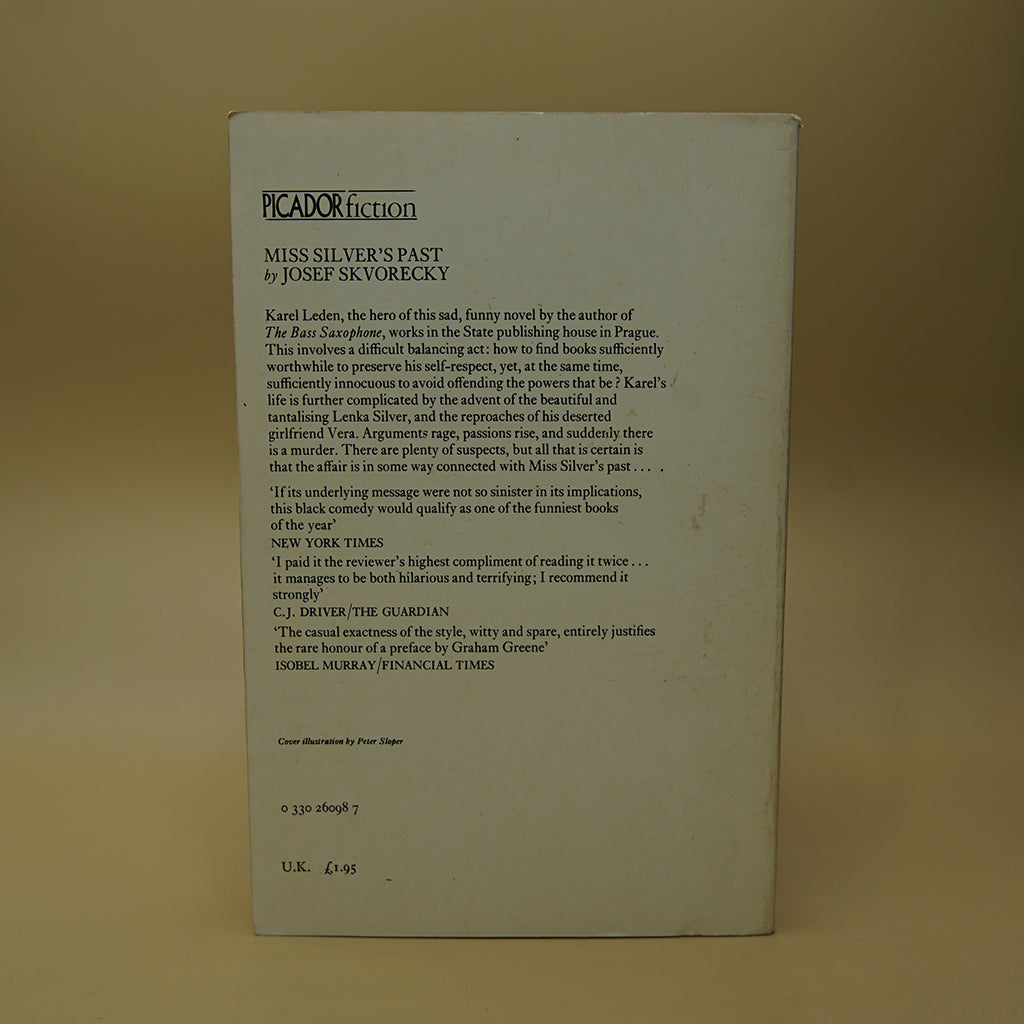 PICADOR fiction
MISS SILVER'S PAST
by JOSEF SKVORECKY
Karel Leden, the hero of this sad, funny novel by the author of
The Bass Saxophone, works in the State publishing house in Prague.
This involves a difficult balancing act: how to find books sufficiently
worthwhile to preserve his self-respect, yet, at the same time,
sufficiently innocuous to avoid offending the powers that be? Karel's
life is further complicated by the advent of the beautiful and
tantalising Lenka Silver, and the reproaches of his deserted
girlfriend Vera. Arguments rage, passions rise, and suddenly there
is a murder. There are plenty of suspects, but all that is certain is
that the affair is in some way connected with Miss Silver's past . . . .
'If its underlying message were not so sinister in its implications,
this black comedy would qualify as one of the funniest books
of the year'
NEW YORK TIMES
'I paid it the reviewer's highest compliment of reading it twice . . .
it manages to be both hilarious and terrifying; I recommend it
strongly'
C.J. DRIVER/THE GUARDIAN
'The casual exactness of the style, witty and spare, entirely justifies
the rare honour of a preface by Graham Greene'
ISOBEL MURRAY/FINANCIAL TIMES
Cover illustration by Peter Sloper
0 330 26098 7
U.K. £1.95